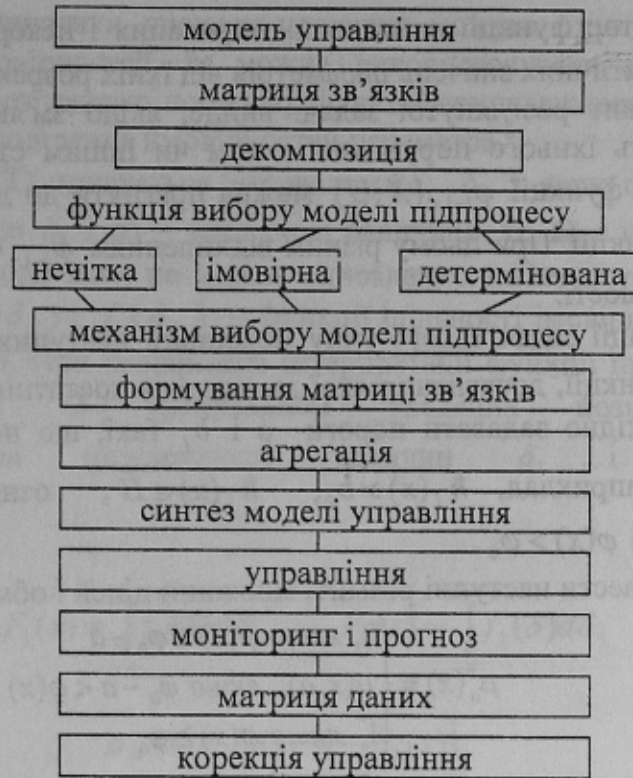 модель управління
матриця зв'язків
декомпозиція
функція вибору моделі підпроцесу
нечітка імовірна детермінована
механізм вибору моделі підпроцесу
формування матриці зв'язків
агрегація
синтез моделі управління
управління
моніторинг і прогноз
матриця даних
корекція управління